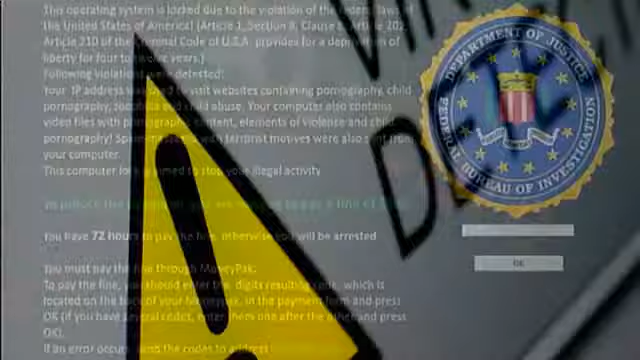 This operating system is locked due to the violation of the federal laws of
the United States of America! (Article 1, Section 8, Clause 8, Article 202,
Article 210 of the Criminal Code of U.S.A. provides for a deprivation of
liberty for four to twelve years.)
Following violations were detected:
Your IP address was used to visit websites containing pornography, child
pornography, zoophilia and child abuse. Your computer also contains
video files with pornographic content, elements of violence and child
pornography! Spam-messages with terrorist motives were also sent from
your computer.
This computer lock is aimed to stop your illegal activity
You have 72 hours to pay the fine, otherwise you will be arrested
You must pay the fine through MoneyPak:
To pay the fine, you should enter the digits resulting code, which is
located on the back of your Moneypak, in the payment form and press
OK (if you have several codes, enter them one after the other and press
OK).
If an error occurs, send the codes to address
DEPARTMENT OF JUSTICE
FEDERAL BUREAU OF INVESTIGATION
OK